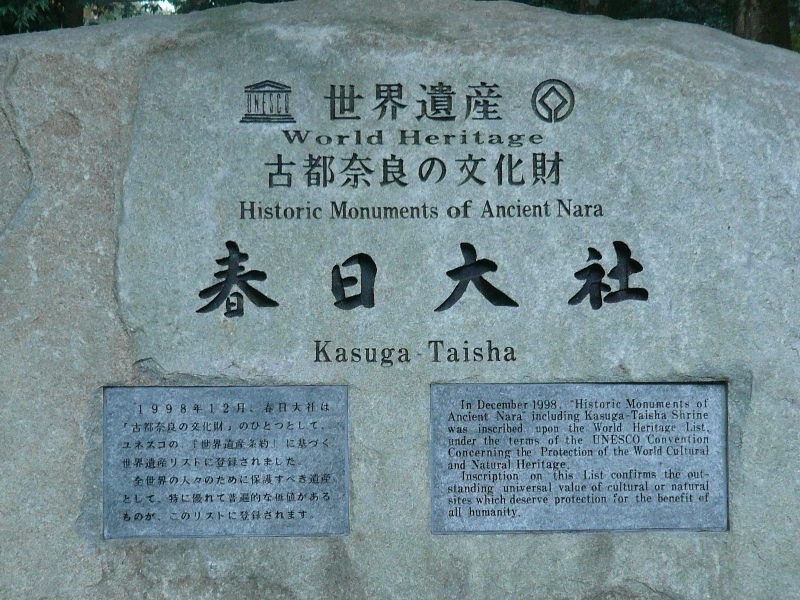 UNESCO 世界遺産
World Heritage
古都奈良の文化財
Historic Monuments of Ancient Nara
春日大社
Kasuga-Taisha
1998年12月、春日大社は
「古都奈良の文化財」のひとつとして、
ユネスコの『世界遺産条約』に基づく
世界遺産リストに登録されました。
全世界の人々のために保護すべき遺産
として、特に優れて普遍的な価値がある
ものが、このリストに登録されます。
In December 1998, "Historic Monuments of
Ancient Nara" including Kasuga-Taisha Shrine
was inscribed upon the World Heritage List,
under the terms of the UNESCO Convention
Concerning the Protection of the World Cultural
and Natural Heritage.
Inscription on this List confirms the out-
standing universal value of cultural or natural
sites which deserve protection for the benefit of
all humanity.